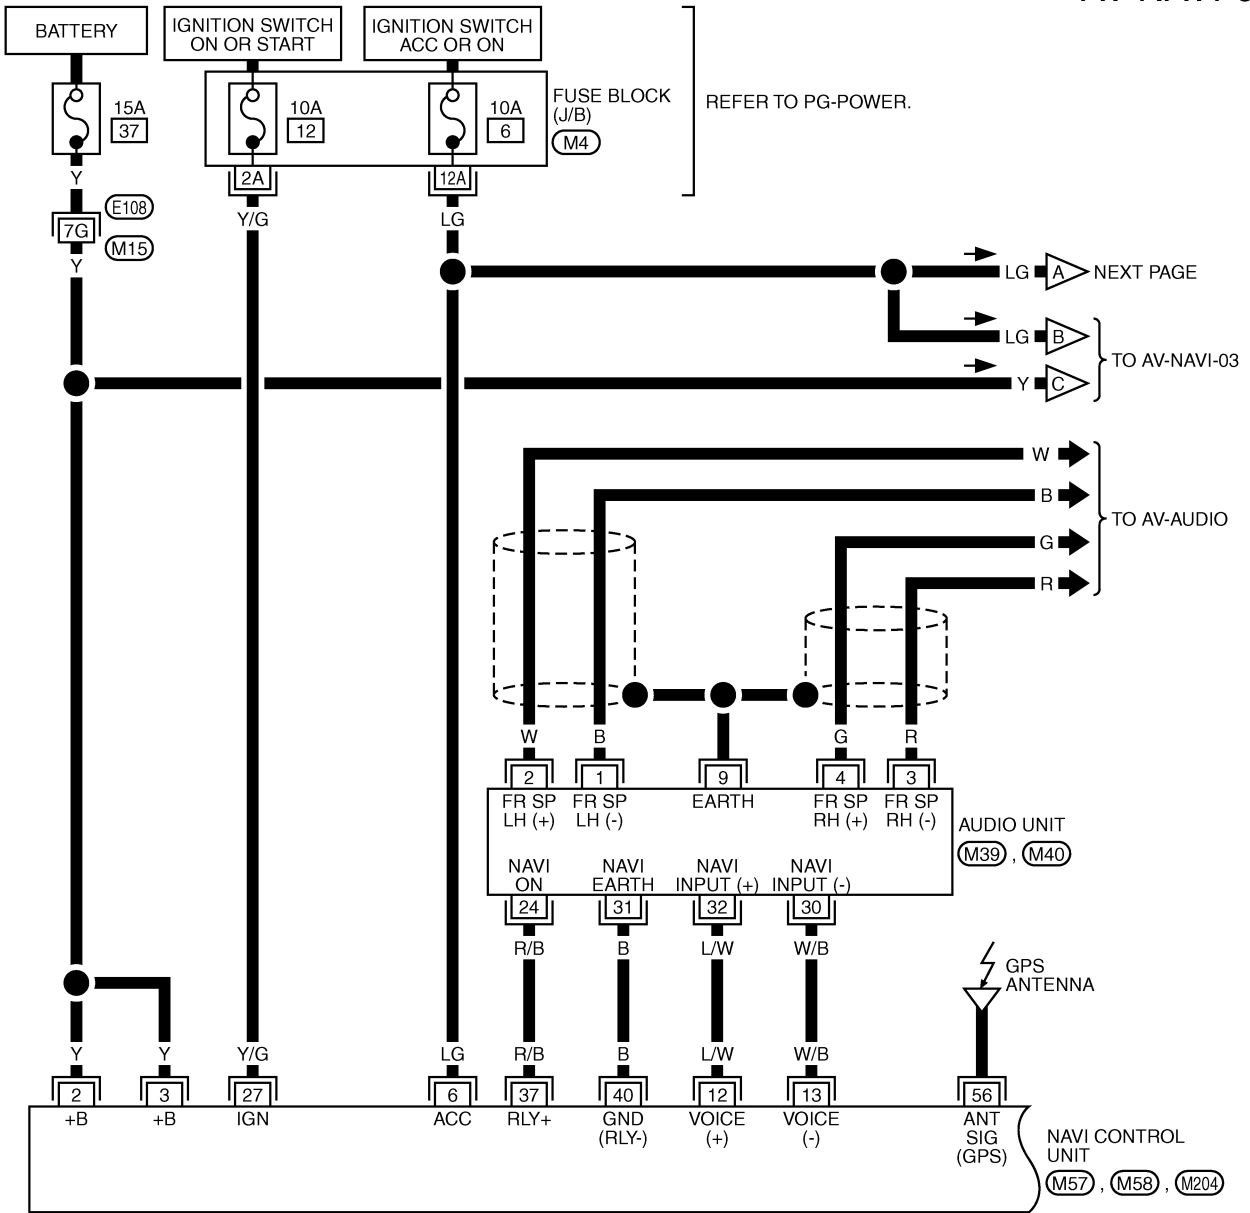 BATTERY
IGNITION SWITCH
ON OR START
IGNITION SWITCH
ACC OR ON
15A
37
10A
12
10A
6
FUSE BLOCK
(J/B)
M4
REFER TO PG-POWER.
Y
2A
12A
E108
7G
M15
Y/G
LG
Y
LG
A
NEXT PAGE
LG
B
Y
C
TO AV-NAVI-03
W
B
G
R
TO AV-AUDIO
W
B
G
R
2
1
9
4
3
FR SP
LH (+)
FR SP
LH (-)
EARTH
FR SP
RH (+)
FR SP
RH (-)
AUDIO UNIT
M39 , M40
NAVI
ON
NAVI
EARTH
NAVI
INPUT (+)
NAVI
INPUT (-)
24
31
32
30
R/B
B
L/W
W/B
GPS
ANTENNA
Y
Y
Y/G
LG
R/B
B
L/W
W/B
2
3
27
6
37
40
12
13
56
+B
+B
IGN
ACC
RLY+
GND
(RLY-)
VOICE
(+)
VOICE
(-)
ANT
SIG
(GPS)
NAVI CONTROL
UNIT
M57 , M58 , M204